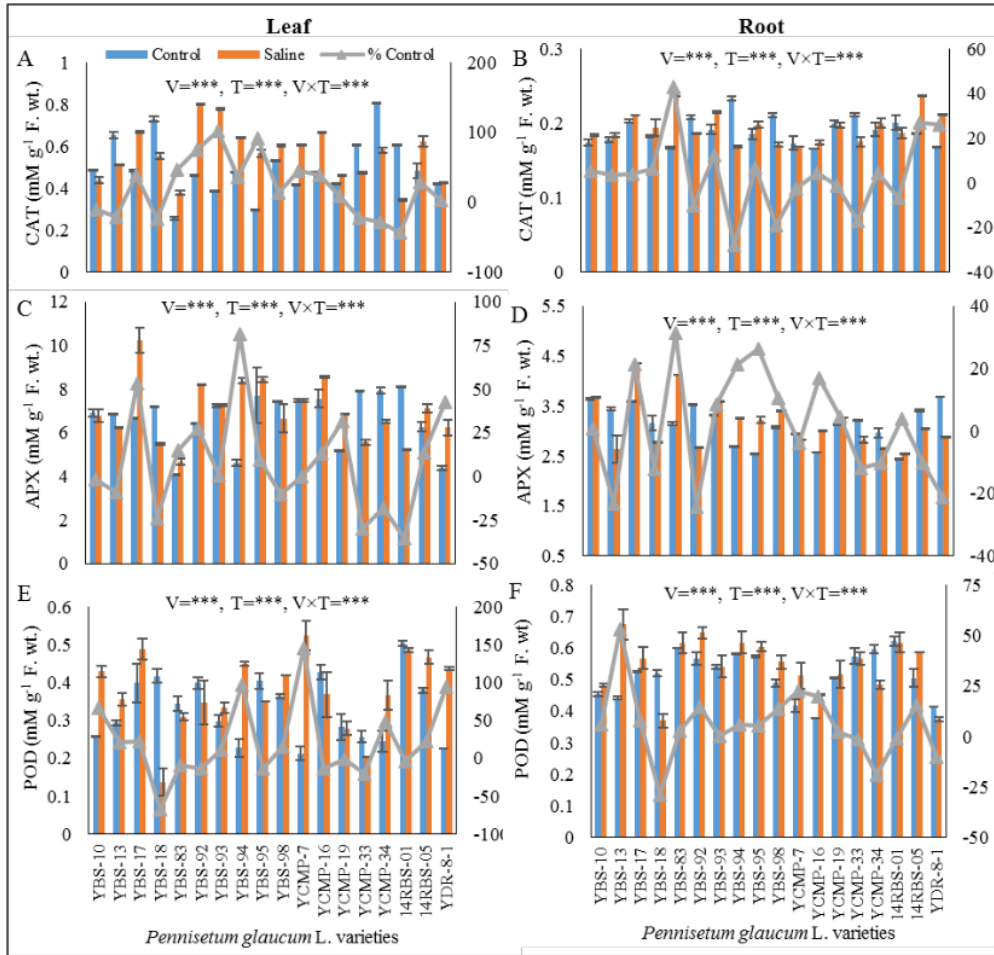 Leaf Root
A Control Saline % Control
V=***, T=***, V×T=***
CAT (mM g-1 F. wt.)
1
0.8
0.6
0.4
0.2
0
200
100
0
-100
B
V=***, T=***, V×T=***
CAT (mM g-1 F. wt.)
0.3
0.2
0.1
0
60
40
20
0
-20
-40
C
V=***, T=***, V×T=***
APX (mM g-1 F. wt.)
12
10
8
6
4
2
0
100
75
50
25
0
-25
-50
D
V=***, T=***, V×T=***
APX (mM g-1 F. wt.)
5.5
4.5
3.5
2.5
1.5
0.5
40
20
0
-20
-40
E
V=***, T=***, V×T=***
POD (mM g-1 F. wt.)
0.6
0.5
0.4
0.3
0.2
0.1
0
200
150
100
50
0
-50
-100
YBS-10
YBS-13
YBS-17
YBS-18
YBS-83
YBS-92
YBS-93
YBS-94
YBS-95
YBS-98
YCMP-7
YCMP-16
YCMP-19
YCMP-33
YCMP-34
14RBS-01
14RBS-05
YDR-8-1
Pennisetum glaucum L. varieties
F
V=***, T=***, V×T=***
POD (mM g-1 F. wt.)
0.8
0.7
0.6
0.5
0.4
0.3
0.2
0.1
0
75
50
25
0
-25
-50
YBS-10
YBS-13
YBS-17
YBS-18
YBS-83
YBS-92
YBS-93
YBS-94
YBS-95
YBS-98
YCMP-7
YCMP-16
YCMP-19
YCMP-33
YCMP-34
14RBS-01
14RBS-05
YDR-8-1
Pennisetum glaucum L. varieties